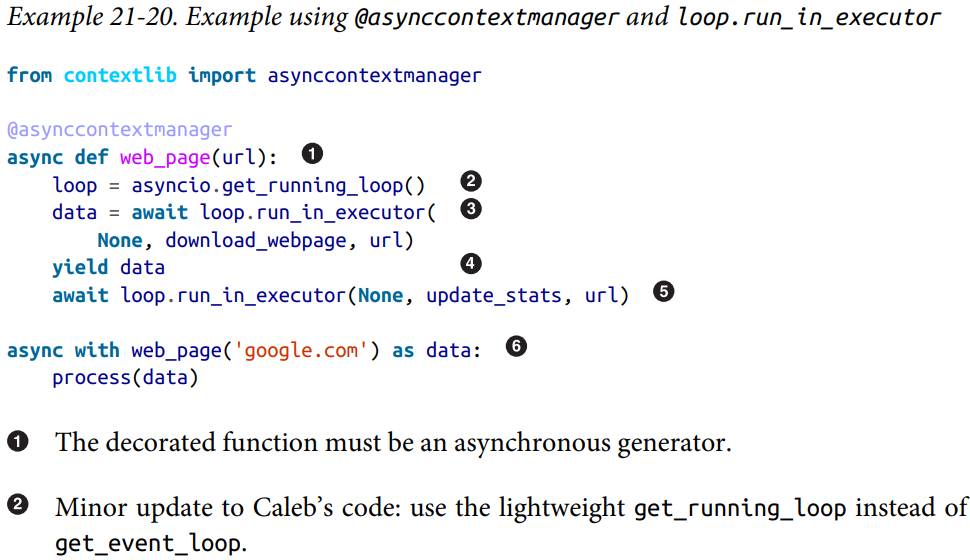 Example 21-20. Example using @asynccontextmanager and loop.run_in_executor
from contextlib import asynccontextmanager
@asynccontextmanager
async def web_page(url): ❶
    loop = asyncio.get_running_loop() ❷
    data = await loop.run_in_executor( ❸
        None, download_webpage, url)
    yield data ❹
    await loop.run_in_executor(None, update_stats, url) ❺
async with web_page('google.com') as data: ❻
    process(data)
❶ The decorated function must be an asynchronous generator.
❷ Minor update to Caleb’s code: use the lightweight get_running_loop instead of
get_event_loop.